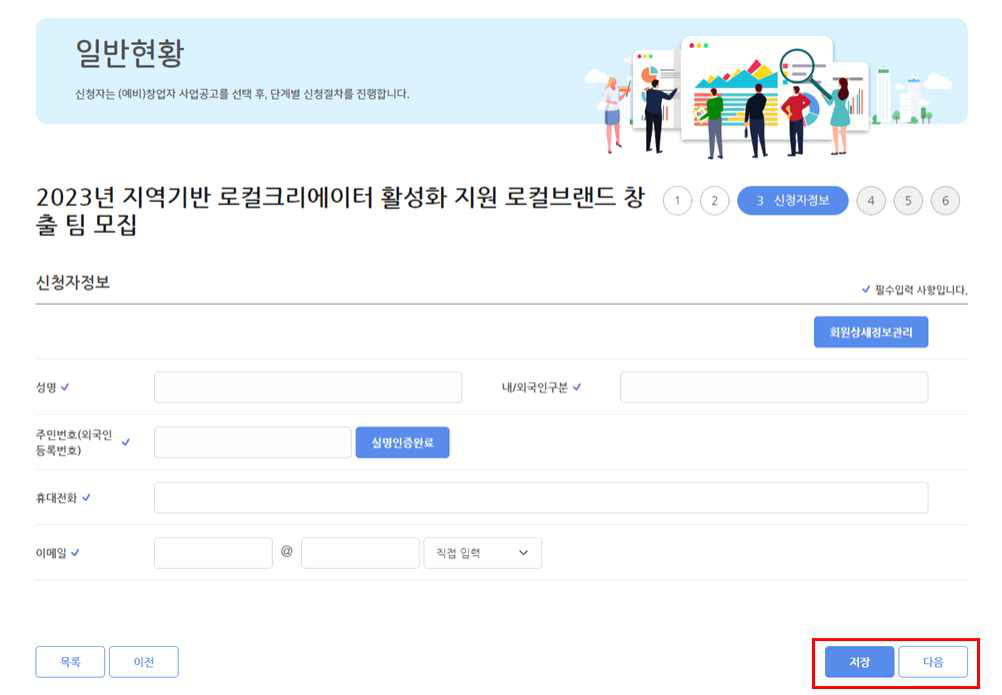 일반현황
신청자는 (예비)창업자 사업공고를 선택 후, 단계별 신청절차를 진행합니다.
2023년 지역기반 로컬크리에이터 활성화 지원 로컬브랜드 창
출 팀 모집
1 2 3 신청자정보 4 5 6
신청자정보
필수입력 사항입니다.
회원상세정보관리
성명 내/외국인구분
주민번호(외국인
등록번호)
실명인증완료
휴대전화
이메일 @ 직접 입력
목록 이전 저장 다음